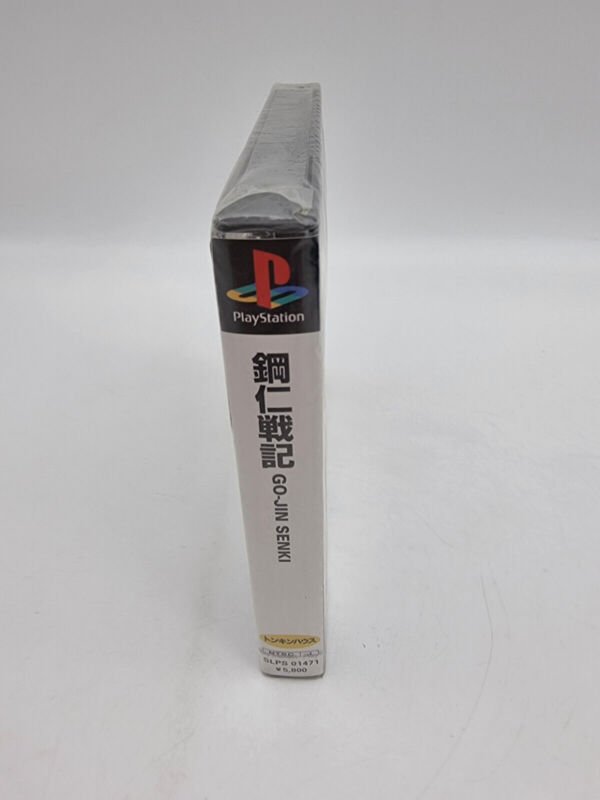 PlayStation
鋼仁戦記
GO-JIN SENKI
トンキンハウス
NTSC J
SLPS 01471
¥5,800